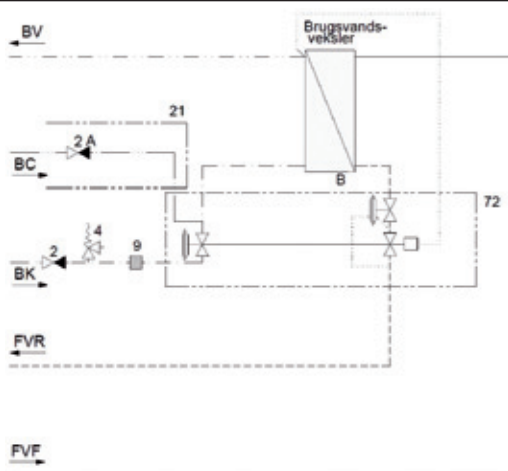 BV
Brugsvands-
veksler
21
2 A
BC
B
72
4
2
9
BK
FVR
FVF